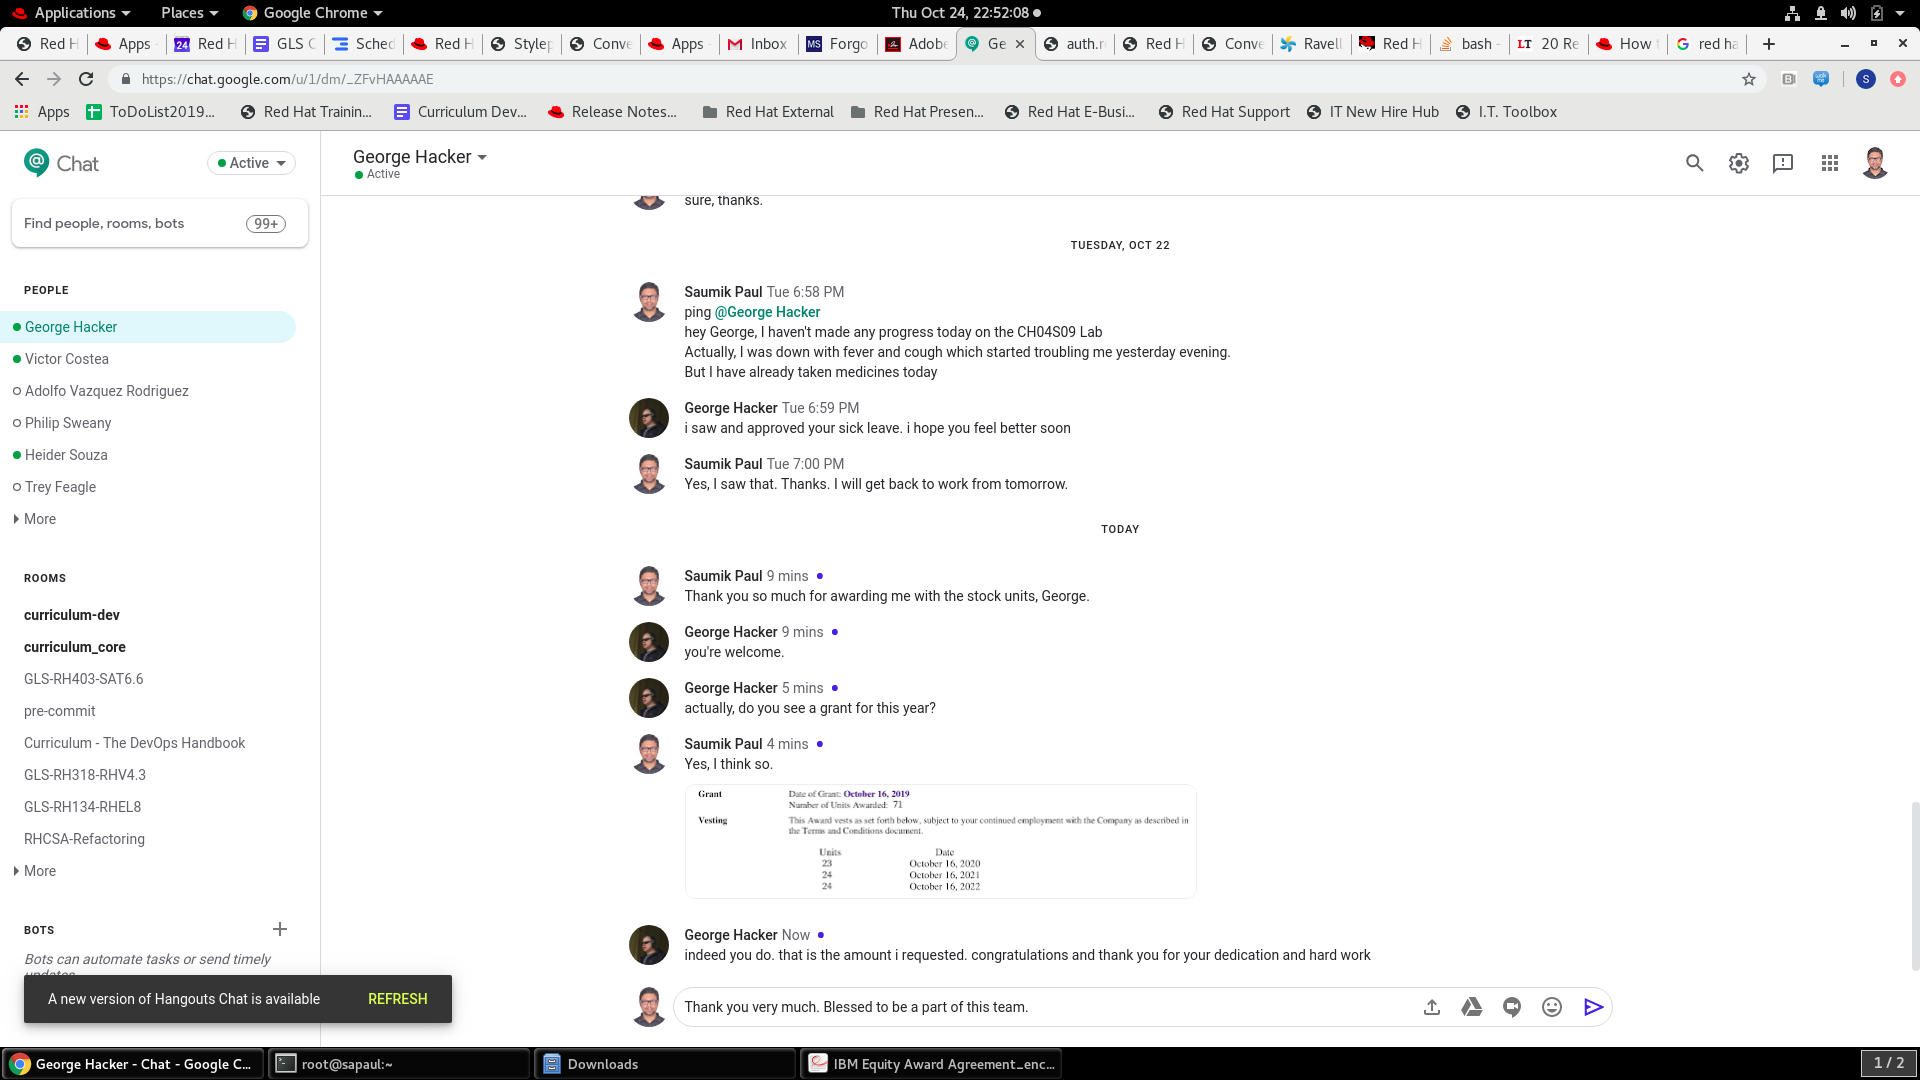 Applications
Places
Google Chrome
Thu Oct 24, 22:52:08
Red H
Apps
Red H
GLS C
Sched
Red H
Stylep
Conve
Apps
Inbox
Forgo
Adobe
Ge
auth.r
Red H
Conve
Ravell
Red H
bash -
20 Re
How t
red ha
https://chat.google.com/u/1/dm/_ZFvHAAAAAE
Apps
ToDoList2019...
Red Hat Trainin...
Curriculum Dev...
Release Notes...
Red Hat External
Red Hat Presen...
Red Hat E-Busi...
Red Hat Support
IT New Hire Hub
I.T. Toolbox
Chat
Active
Find people, rooms, bots
99+
PEOPLE
George Hacker
Victor Costea
Adolfo Vazquez Rodriguez
Philip Sweany
Heider Souza
Trey Feagle
More
ROOMS
curriculum-dev
curriculum_core
GLS-RH403-SAT6.6
pre-commit
Curriculum - The DevOps Handbook
GLS-RH318-RHV4.3
GLS-RH134-RHEL8
RHCSA-Refactoring
More
BOTS
Bots can automate tasks or send timely
updates.
A new version of Hangouts Chat is available
REFRESH
George Hacker
Active
sure, thanks.
TUESDAY, OCT 22
Saumik Paul Tue 6:58 PM
ping @George Hacker
hey George, I haven't made any progress today on the CH04S09 Lab
Actually, I was down with fever and cough which started troubling me yesterday evening.
But I have already taken medicines today
George Hacker Tue 6:59 PM
i saw and approved your sick leave. i hope you feel better soon
Saumik Paul Tue 7:00 PM
Yes, I saw that. Thanks. I will get back to work from tomorrow.
TODAY
Saumik Paul 9 mins
Thank you so much for awarding me with the stock units, George.
George Hacker 9 mins
you're welcome.
George Hacker 5 mins
actually, do you see a grant for this year?
Saumik Paul 4 mins
Yes, I think so.
Grant Date of Grant: October 16, 2019
Number of Units Awarded: 71
Vesting This Award vests as set forth below, subject to your continued employment with the Company as described in
the Terms and Conditions document.
Units Date
23 October 16, 2020
24 October 16, 2021
24 October 16, 2022
George Hacker Now
indeed you do. that is the amount i requested. congratulations and thank you for your dedication and hard work
Thank you very much. Blessed to be a part of this team.
George Hacker - Chat - Google C...
root@sapaul:~
Downloads
IBM Equity Award Agreement_enc...
1 / 2